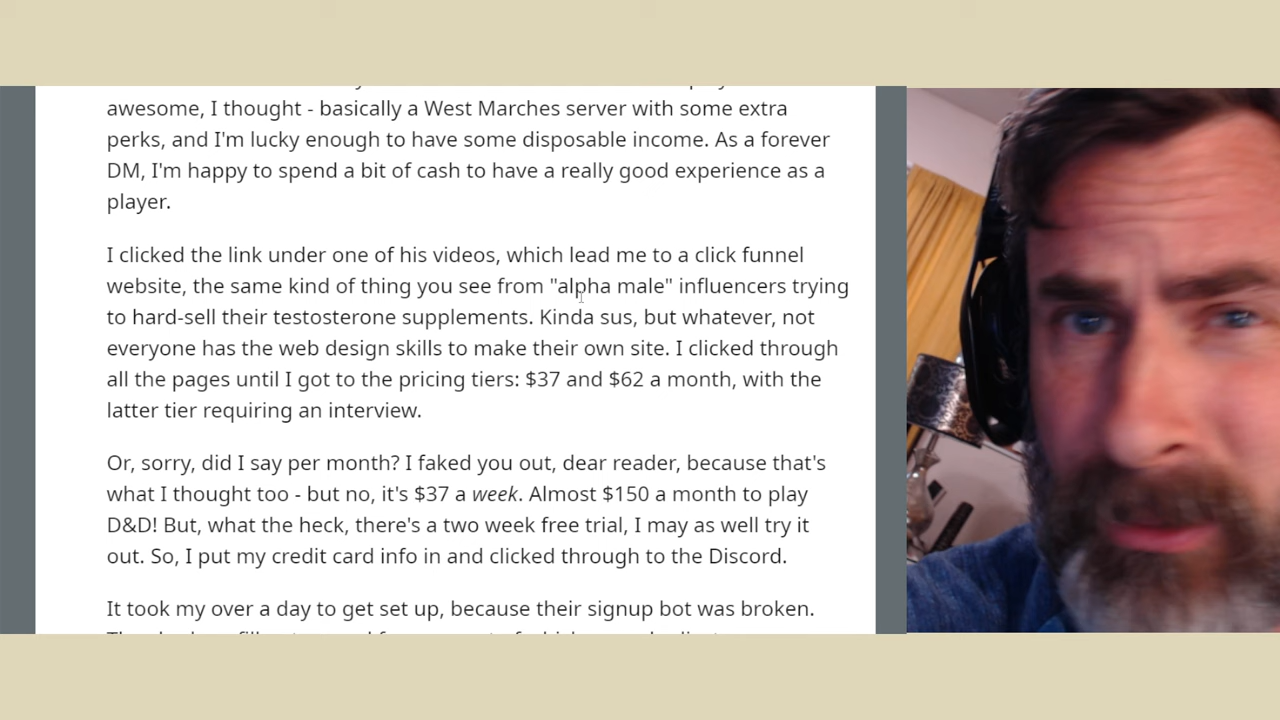 awesome, I thought - basically a West Marches server with some extra
perks, and I'm lucky enough to have some disposable income. As a forever
DM, I'm happy to spend a bit of cash to have a really good experience as a
player.
I clicked the link under one of his videos, which lead me to a click funnel
website, the same kind of thing you see from "alpha male" influencers trying
to hard-sell their testosterone supplements. Kinda sus, but whatever, not
everyone has the web design skills to make their own site. I clicked through
all the pages until I got to the pricing tiers: $37 and $62 a month, with the
latter tier requiring an interview.
Or, sorry, did I say per month? I faked you out, dear reader, because that's
what I thought too - but no, it's $37 a week. Almost $150 a month to play
D&D! But, what the heck, there's a two week free trial, I may as well try it
out. So, I put my credit card info in and clicked through to the Discord.
It took my over a day to get set up, because their signup bot was broken.